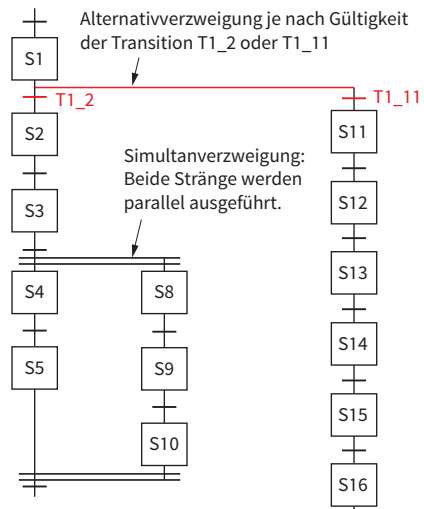 Alternativverzweigung je nach Gültigkeit
der Transition T1_2 oder T1_11
S1
T1_2
T1_11
S2
S11
Simultanverzweigung:
Beide Stränge werden
parallel ausgeführt.
S3
S12
S4
S8
S13
S5
S9
S14
S10
S15
S16